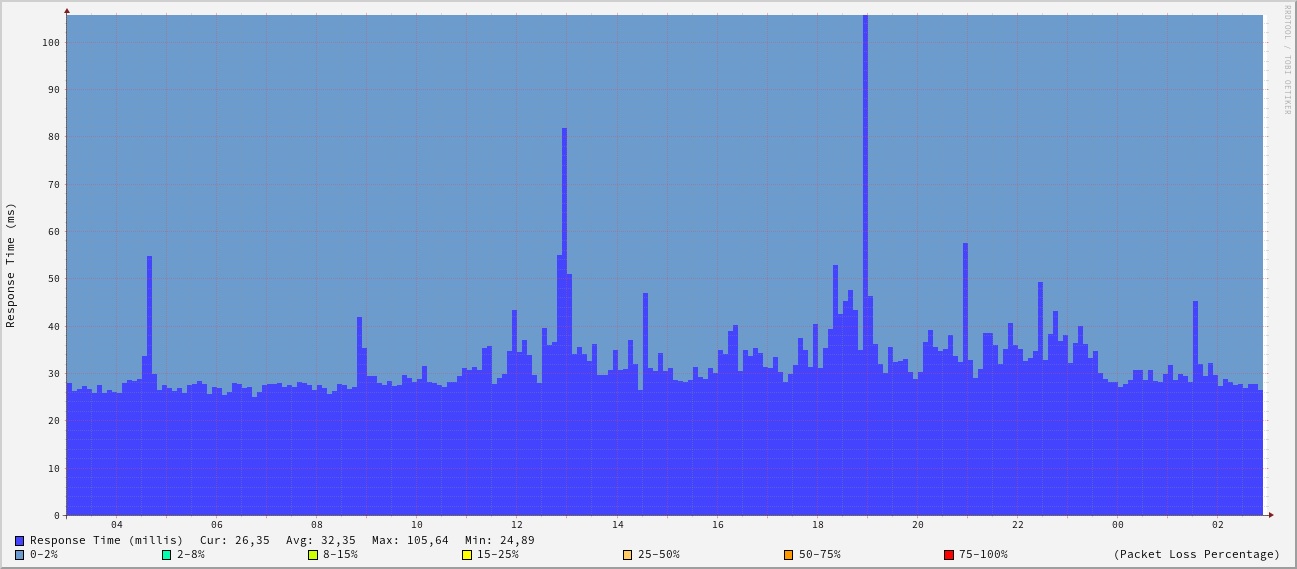 RRDTOOL / TOBI OETIKER
Response Time (ms)
100
90
80
70
60
50
40
30
20
10
0
04 06 08 10 12 14 16 18 20 22 00 02
Response Time (millis) Cur: 26,35 Avg: 32,35 Max: 105,64 Min: 24,89
0-2% 2-8% 8-15% 15-25% 25-50% 50-75% 75-100% (Packet Loss Percentage)